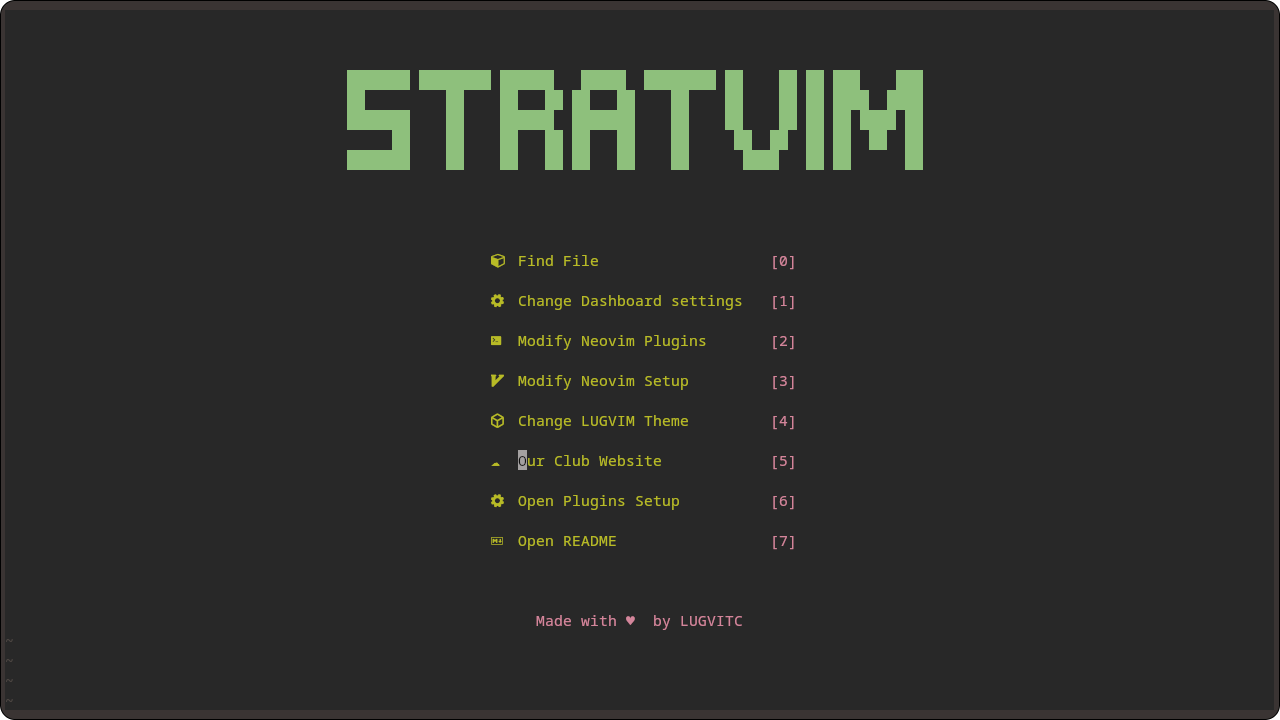 STRATVIM
Find File [0]
Change Dashboard settings [1]
Modify Neovim Plugins [2]
Modify Neovim Setup [3]
Change LUGVIM Theme [4]
Our Club Website [5]
Open Plugins Setup [6]
Open README [7]
Made with ♥ by LUGVITC
~
~
~
~